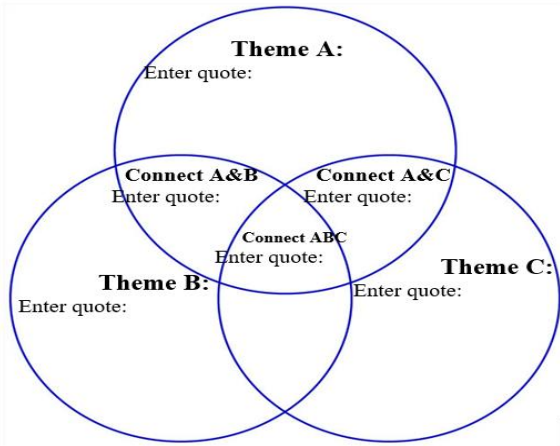 Theme A:
Enter quote:
Connect A&B
Enter quote:
Connect A&C
Enter quote:
Connect ABC
Enter quote:
Theme B:
Enter quote:
Theme C:
Enter quote: